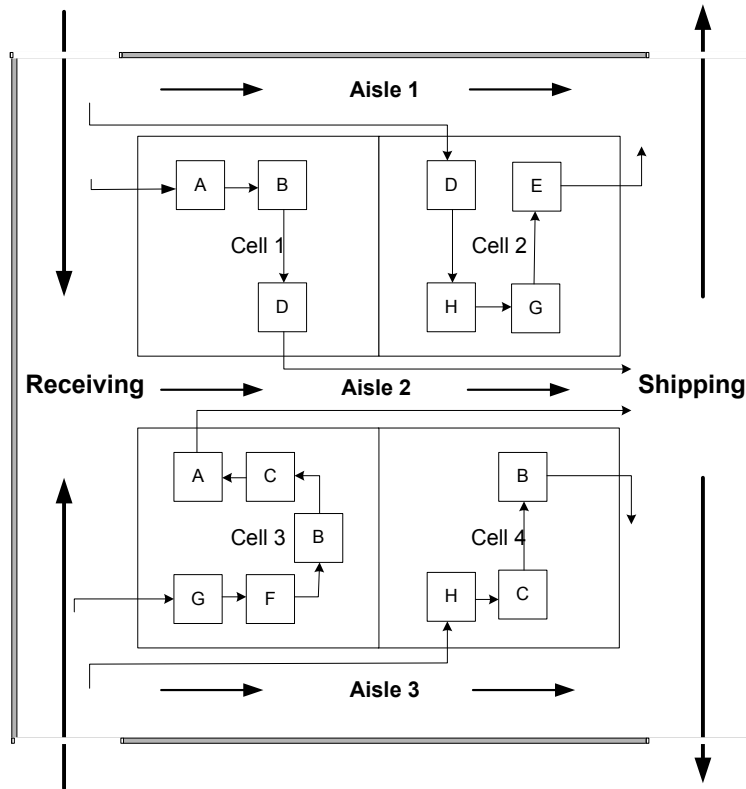 Aisle 1
A
B
D
E
Cell 1
Cell 2
D
H
G
Receiving
Aisle 2
Shipping
A
C
B
B
Cell 3
Cell 4
G
F
H
C
Aisle 3